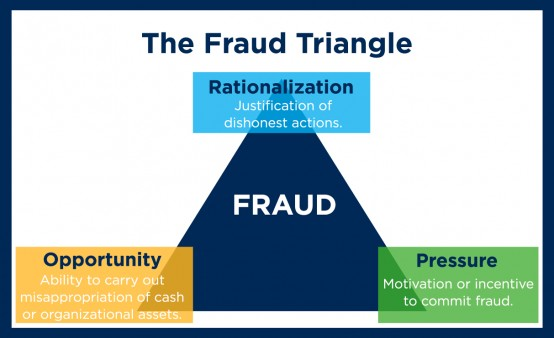 The Fraud Triangle
Rationalization
Justification of
dishonest actions.
FRAUD
Opportunity
Ability to carry out
misappropriation of cash
or organizational assets.
Pressure
Motivation or incentive
to commit fraud.